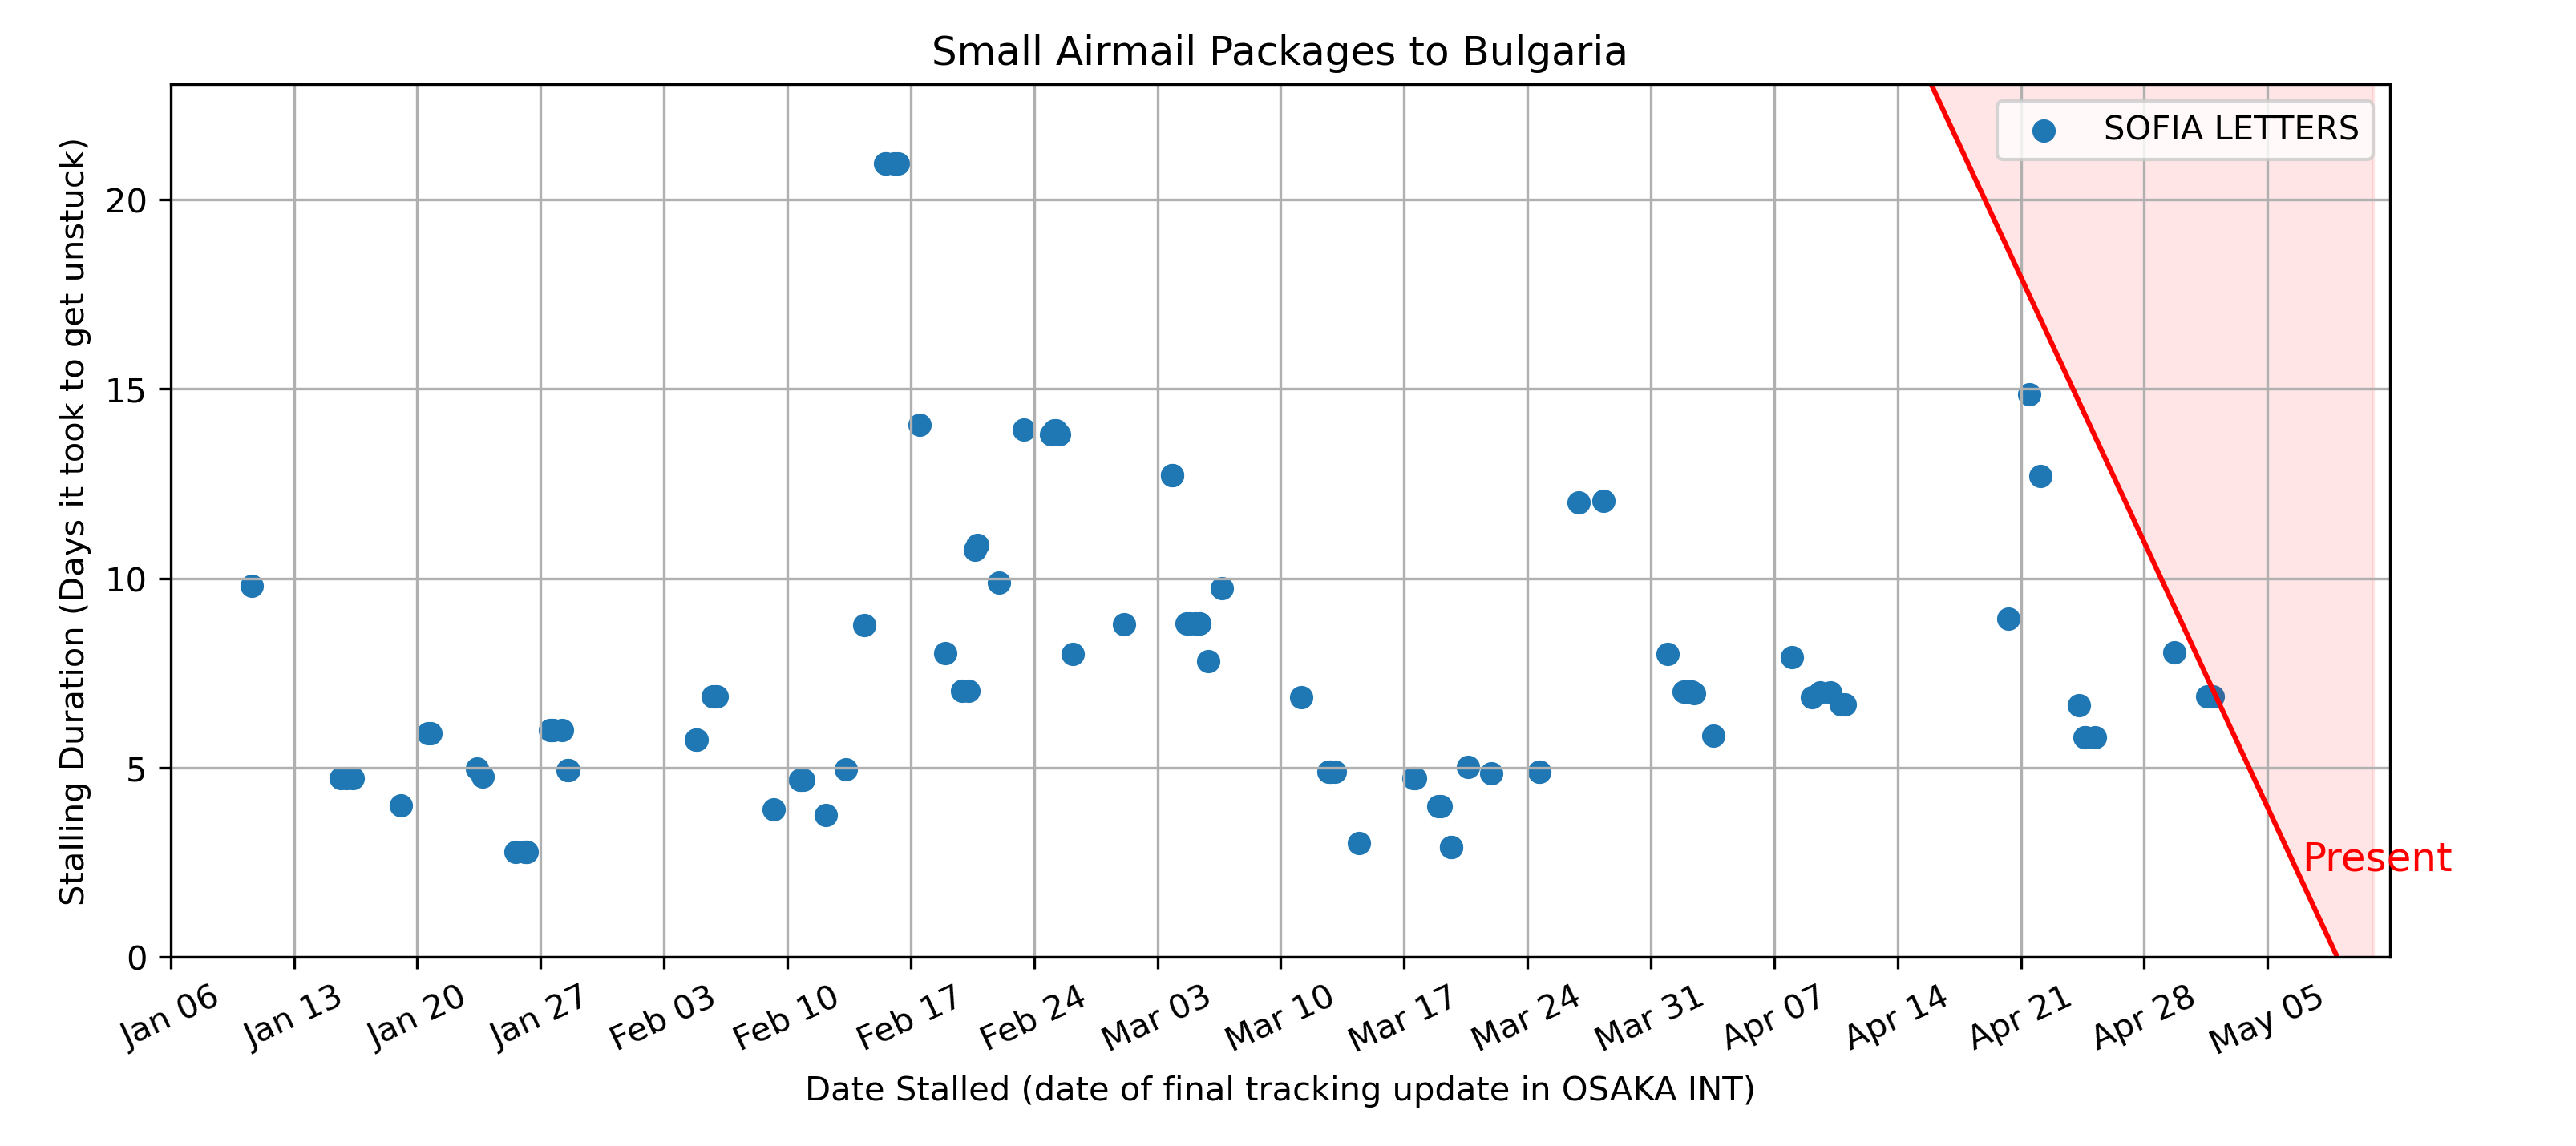 Small Airmail Packages to Bulgaria
SOFIA LETTERS
Stalling Duration (Days it took to get unstuck)
20
15
10
5
0
Present
Jan 06
Jan 13
Jan 20
Jan 27
Feb 03
Feb 10
Feb 17
Feb 24
Mar 03
Mar 10
Mar 17
Mar 24
Mar 31
Apr 07
Apr 14
Apr 21
Apr 28
May 05
Date Stalled (date of final tracking update in OSAKA INT)